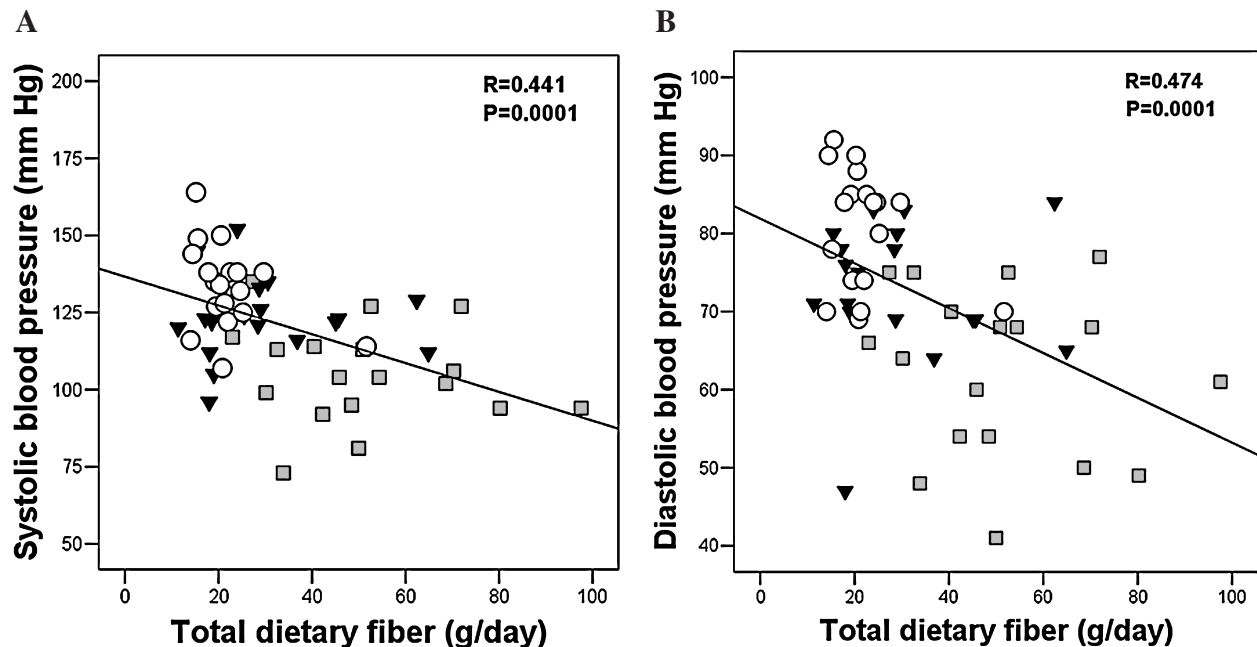 A
Systolic blood pressure (mm Hg)
200
175
150
125
100
75
50
R=0.441
P=0.0001
0 20 40 60 80 100
Total dietary fiber (g/day)
B
Diastolic blood pressure (mm Hg)
100
90
80
70
60
50
40
R=0.474
P=0.0001
0 20 40 60 80 100
Total dietary fiber (g/day)